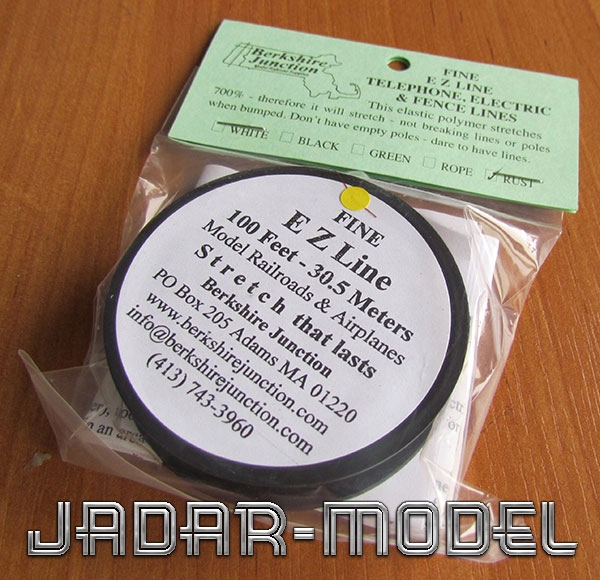 Berkshire
Junction
FINE
E Z LINE
TELEPHONE, ELECTRIC
& FENCE LINES
This elastic polymer stretches
700% - therefore it will stretch - not breaking lines or poles
when bumped. Don´t have empty poles - dare to have lines.
WHITE BLACK GREEN ROPE RUST
FINE
E Z Line
100 Feet - 30.5 Meters
Model Railroads & Airplanes
Stretch that lasts
Berkshire Junction
PO Box 205 Adams MA 01220
www.berkshirejunction.com
info@berkshirejunction.com
(413) 743-3960
JADAR-MODEL